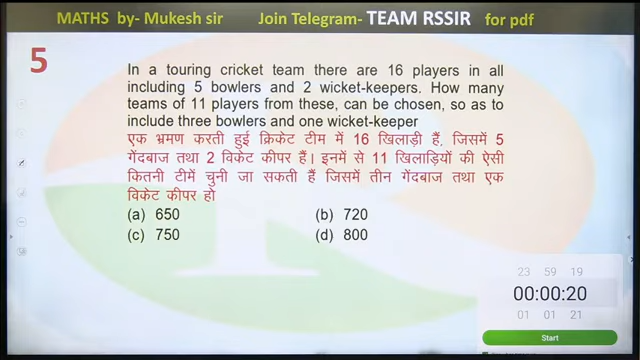 MATHS by- Mukesh sir Join Telegram- TEAM RSSIR for pdf
5
In a touring cricket team there are 16 players in all
including 5 bowlers and 2 wicket-keepers. How many
teams of 11 players from these, can be chosen, so as to
include three bowlers and one wicket-keeper
एक भ्रमण करती हुई क्रिकेट टीम में 16 खिलाड़ी हैं, जिसमें 5
गेंदबाज तथा 2 विकेट कीपर हैं। इनमें से 11 खिलाड़ियों की ऐसी
कितनी टीमें चुनी जा सकती हैं जिसमें तीन गेंदबाज तथा एक
विकेट कीपर हो
(a) 650 (b) 720
(c) 750 (d) 800
23 59 19
00:00:20
01 01 21
Start